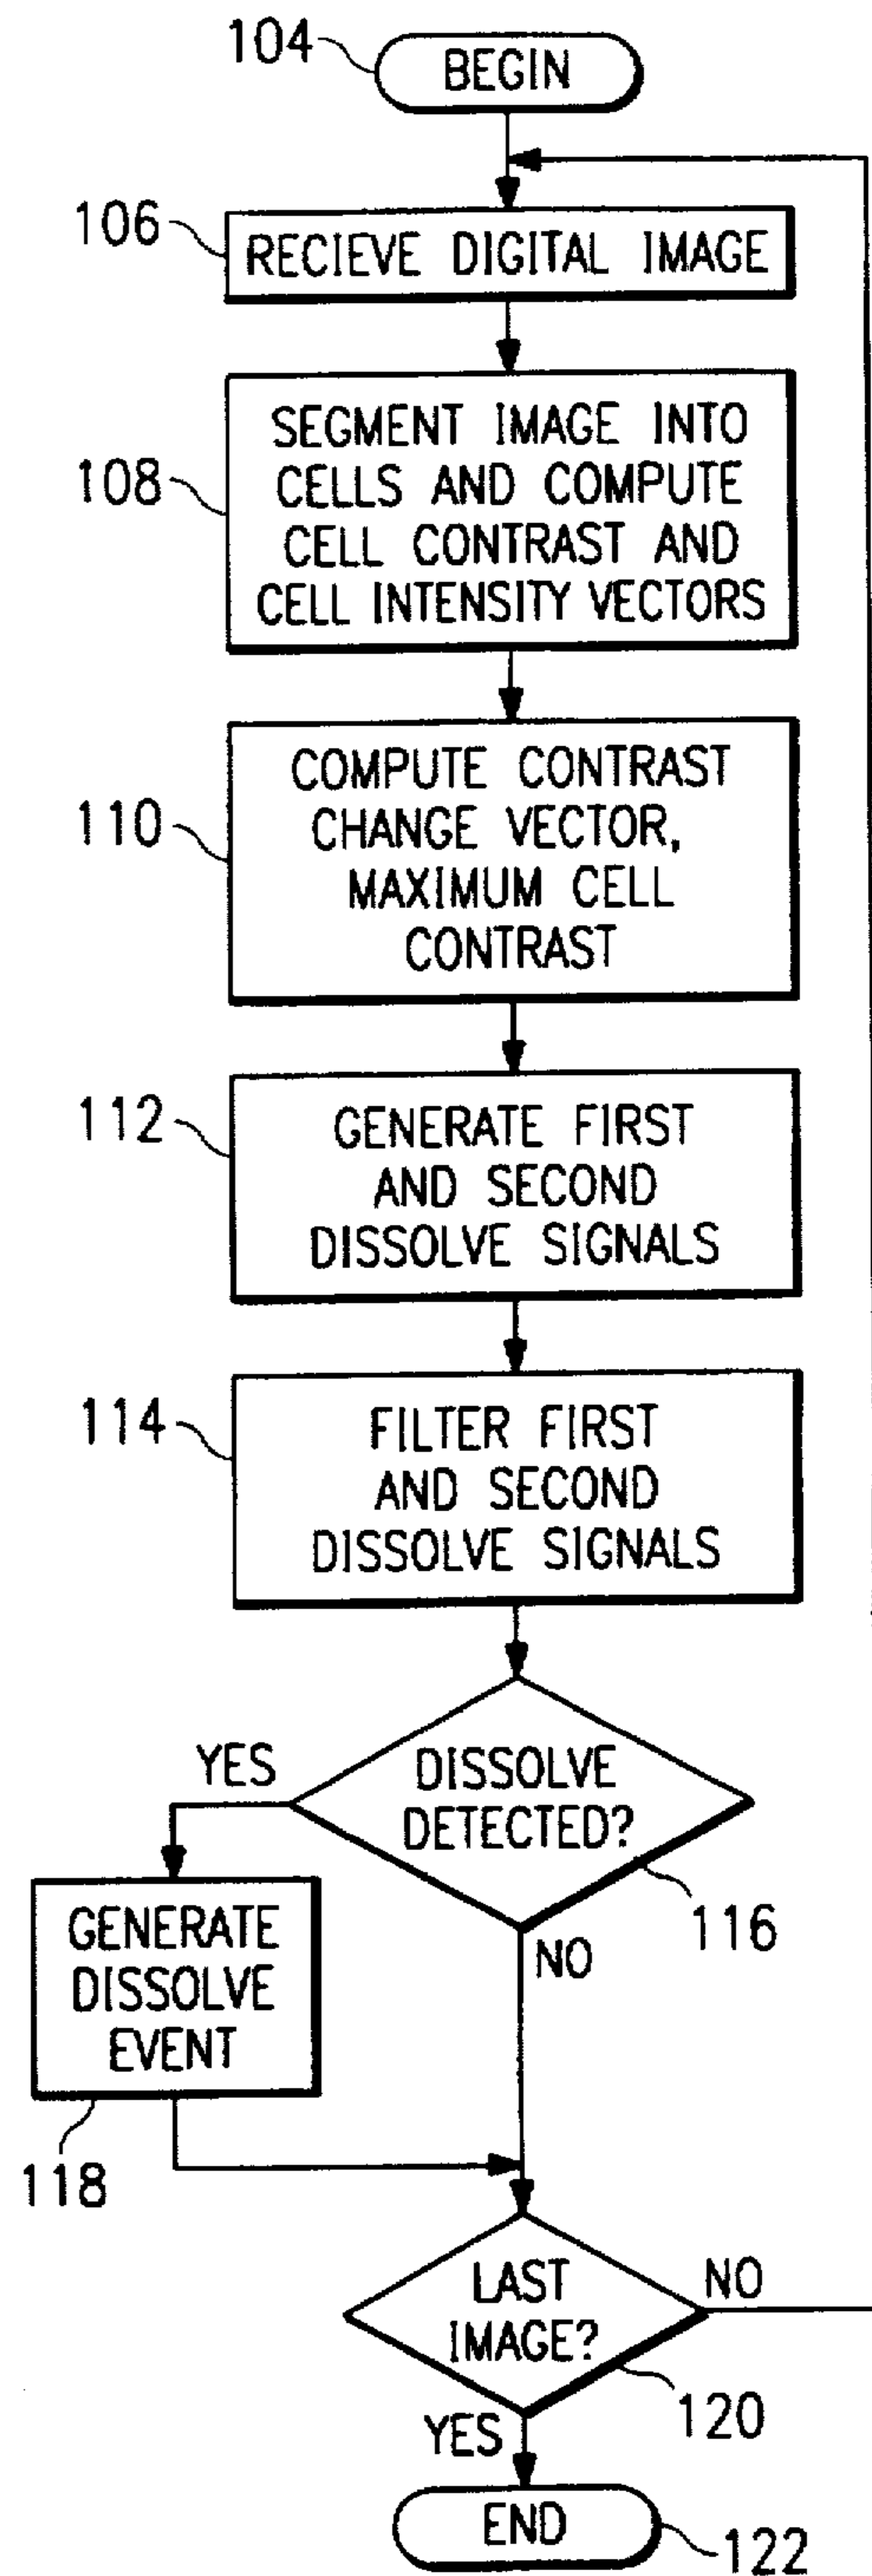 104
BEGIN
106
RECIEVE DIGITAL IMAGE
108
SEGMENT IMAGE INTO
CELLS AND COMPUTE
CELL CONTRAST AND
CELL INTENSITY VECTORS
110
COMPUTE CONTRAST
CHANGE VECTOR,
MAXIMUM CELL
CONTRAST
112
GENERATE FIRST
AND SECOND
DISSOLVE SIGNALS
114
FILTER FIRST
AND SECOND
DISSOLVE SIGNALS
YES
DISSOLVE
DETECTED?
116
NO
GENERATE
DISSOLVE
EVENT
118
LAST
IMAGE?
NO
120
YES
END
122